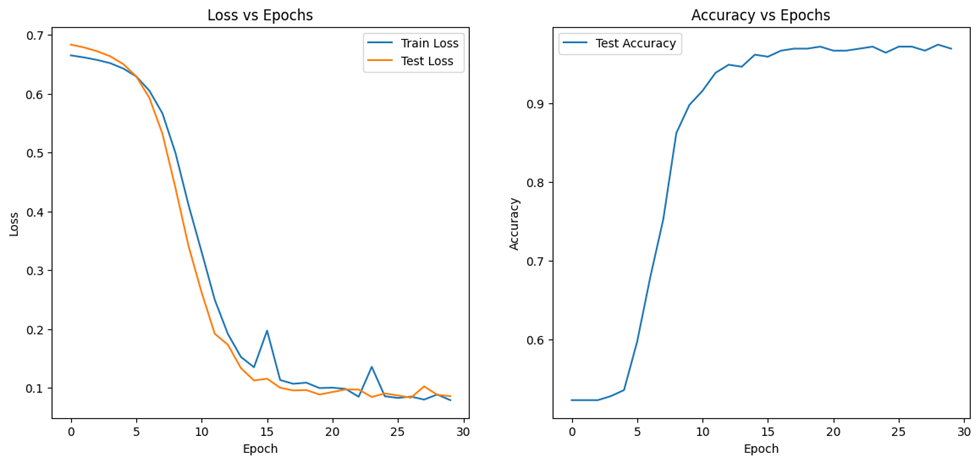 Loss vs Epochs
0.7
0.6
0.5
0.4
0.3
0.2
0.1
Loss
Train Loss
Test Loss
0 5 10 15 20 25 30
Epoch
Accuracy vs Epochs
0.9
0.8
0.7
0.6
Accuracy
Test Accuracy
0 5 10 15 20 25 30
Epoch